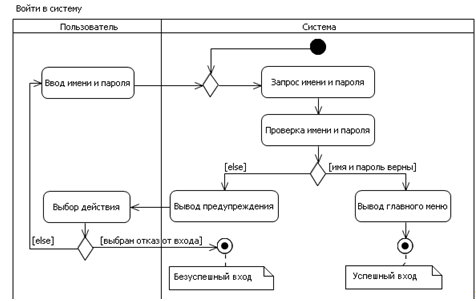 Войти в систему
Пользователь
Система
Ввод имени и пароля
Запрос имени и пароля
Проверка имени и пароля
[else]
[имя и пароль верны]
Выбор действия
Вывод предупреждения
Вывод главного меню
[else]
[выбран отказ от входа]
Безуспешный вход
Успешный вход